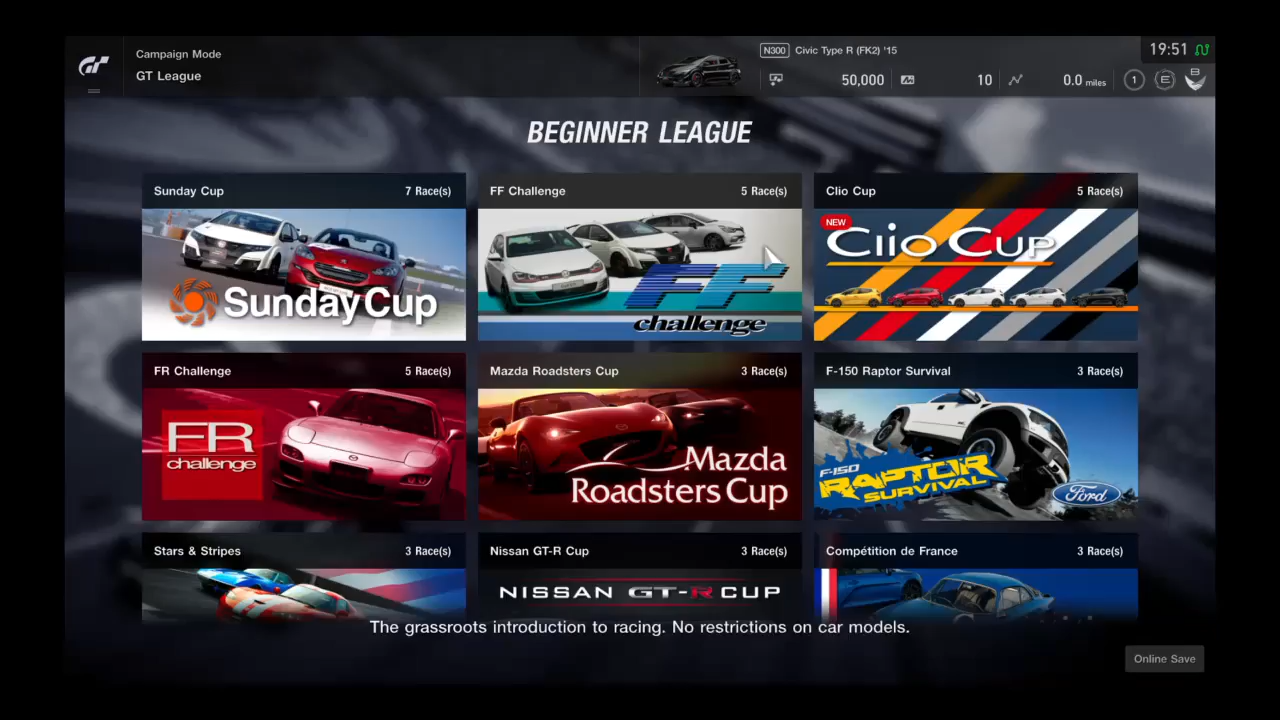 GT
Campaign Mode
GT League
N300 Civic Type R (FK2) '15
50,000
10
0.0 miles
1
E
B
19:51
BEGINNER LEAGUE
Sunday Cup 7 Race(s)
Sunday Cup
FF Challenge 5 Race(s)
FF
challenge
Clio Cup 5 Race(s)
NEW
Clio Cup
FR Challenge 5 Race(s)
FR
challenge
Mazda Roadsters Cup 3 Race(s)
Mazda
Roadsters Cup
F-150 Raptor Survival 3 Race(s)
F-150
RAPTOR
SURVIVAL
Ford
Stars & Stripes 3 Race(s)
Nissan GT-R Cup 3 Race(s)
NISSAN GT-R CUP
Compétition de France 3 Race(s)
The grassroots introduction to racing. No restrictions on car models.
Online Save